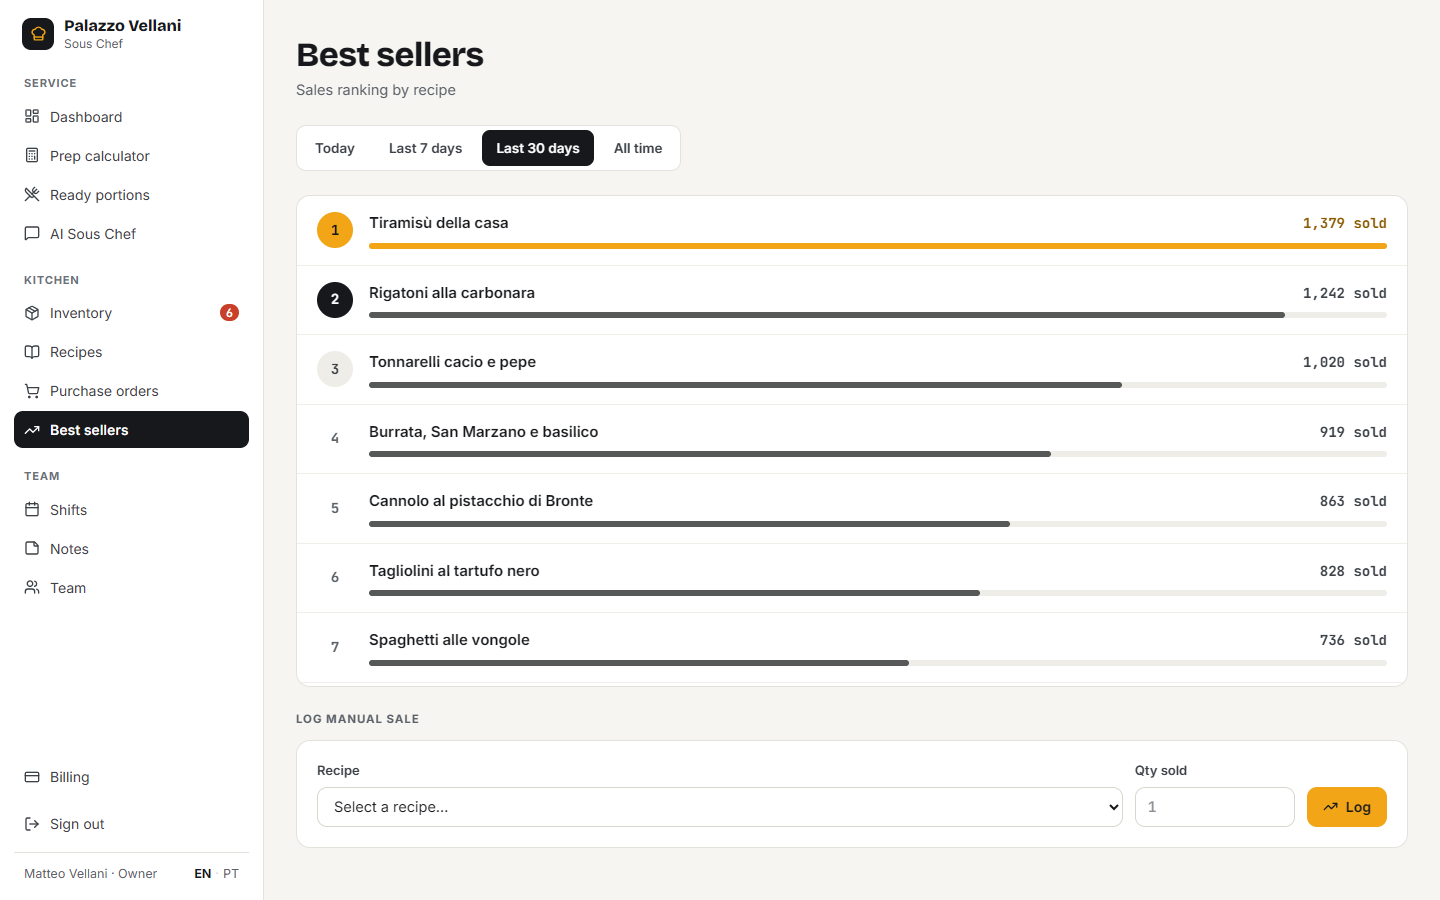 Palazzo Vellani
Sous Chef
SERVICE
Dashboard
Prep calculator
Ready portions
AI Sous Chef
KITCHEN
Inventory 6
Recipes
Purchase orders
Best sellers
TEAM
Shifts
Notes
Team
Billing
Sign out
Matteo Vellani · Owner EN · PT
Best sellers
Sales ranking by recipe
Today Last 7 days Last 30 days All time
1 Tiramisù della casa 1,379 sold
2 Rigatoni alla carbonara 1,242 sold
3 Tonnarelli cacio e pepe 1,020 sold
4 Burrata, San Marzano e basilico 919 sold
5 Cannolo al pistacchio di Bronte 863 sold
6 Tagliolini al tartufo nero 828 sold
7 Spaghetti alle vongole 736 sold
LOG MANUAL SALE
Recipe Qty sold
Select a recipe... 1 Log